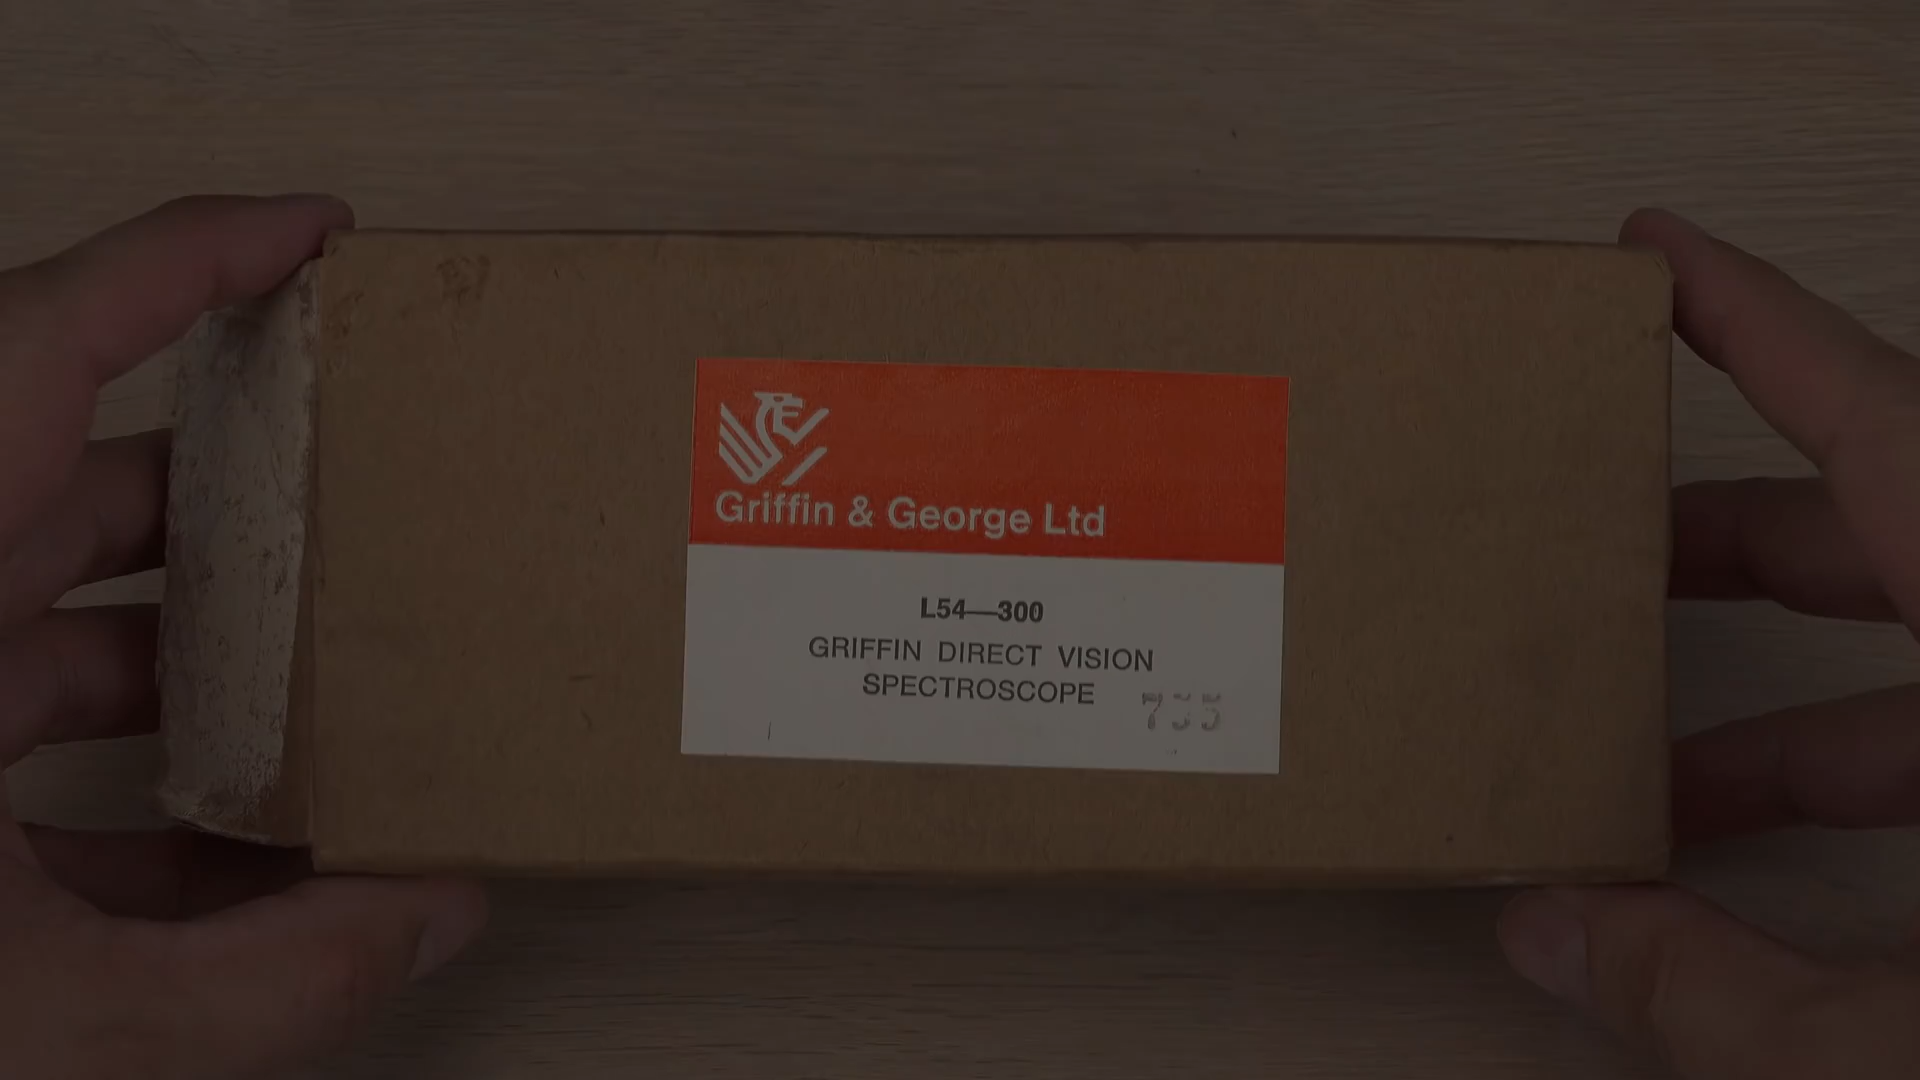 Griffin & George Ltd
L54—300
GRIFFIN DIRECT VISION
SPECTROSCOPE